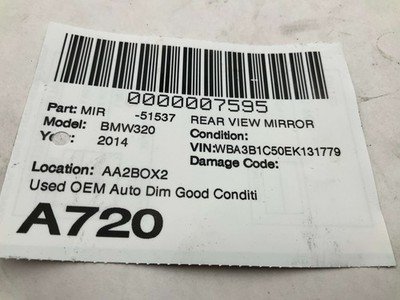 0000007595
Part: MIR -51537 REAR VIEW MIRROR
Model: BMW320 Condition:
2014 VIN:WBA3B1C50EK131779
Damage Code:
Location: AA2BOX2
Used OEM Auto Dim Good Conditi
A720